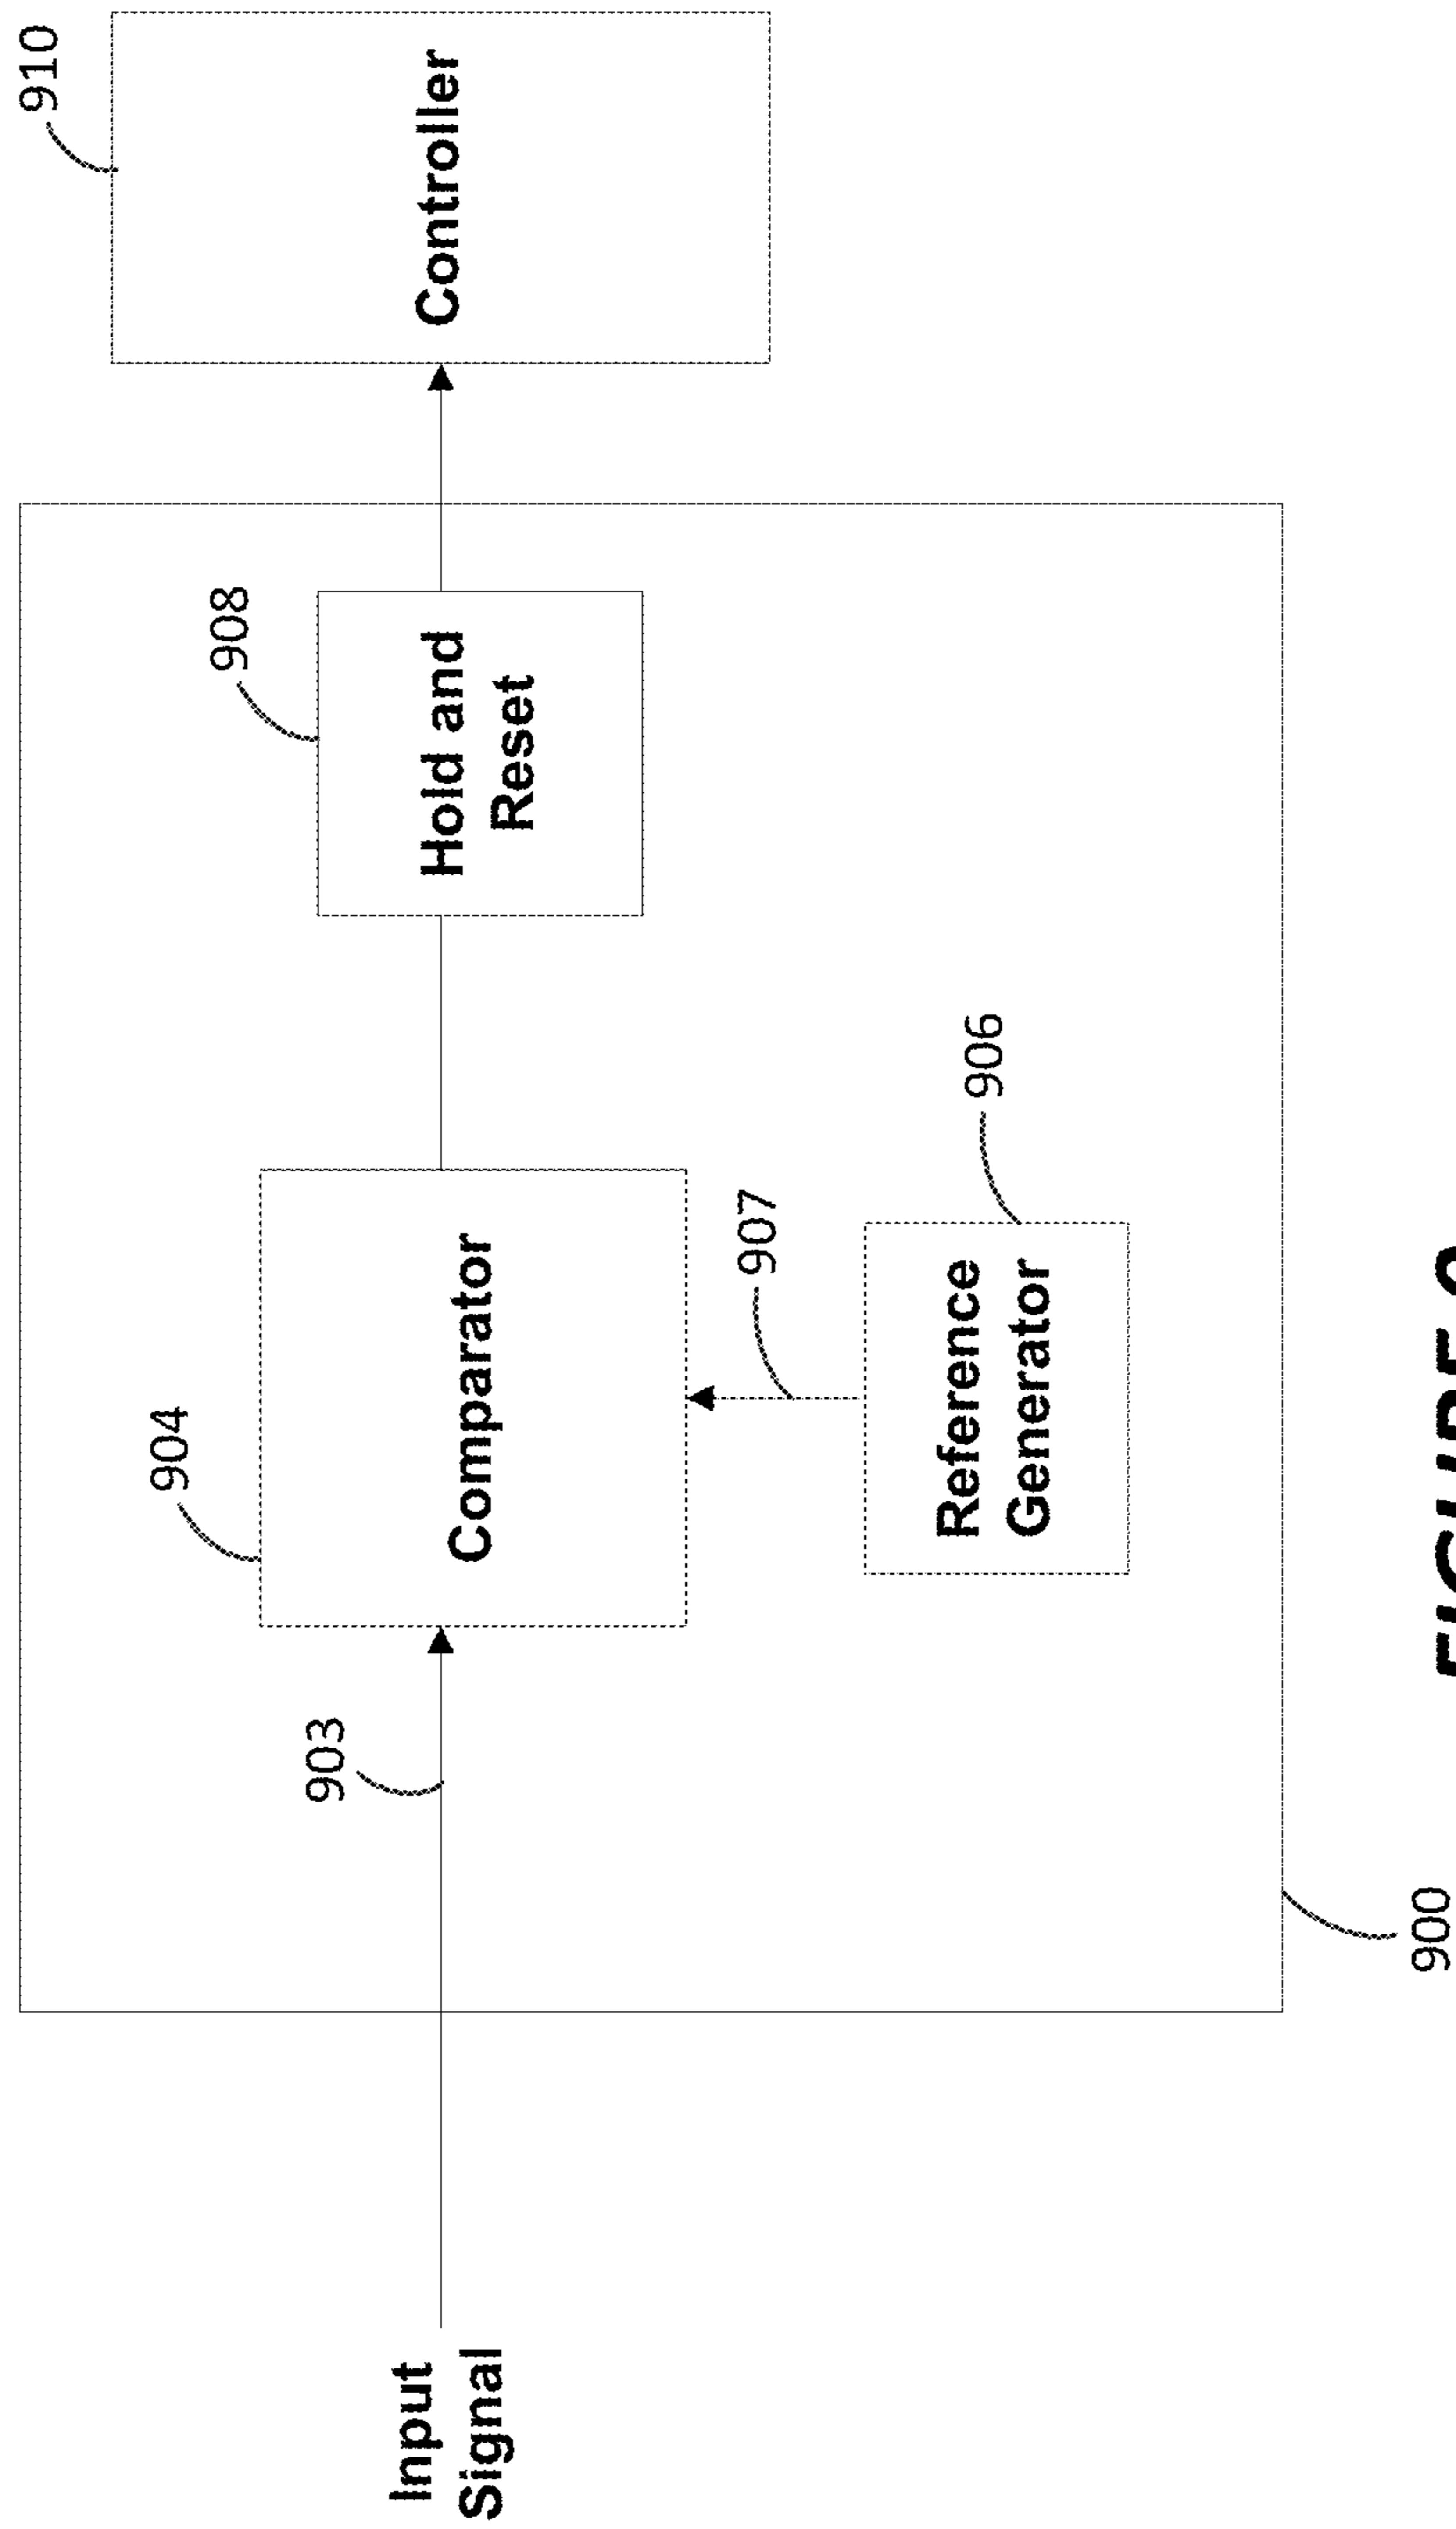 910
Controller
908
Hold and
Reset
904
Comparator
903
907
906
Reference
Generator
Input
Signal
900